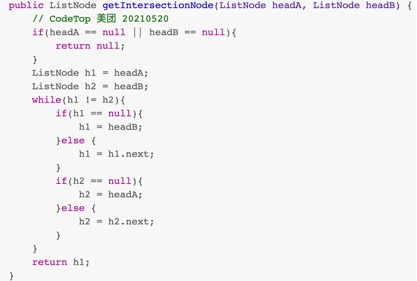 public ListNode getIntersectionNode(ListNode headA, ListNode headB) {
    // CodeTop 美团 20210520
    if(headA == null || headB == null){
        return null;
    }
    ListNode h1 = headA;
    ListNode h2 = headB;
    while(h1 != h2){
        if(h1 == null){
            h1 = headB;
        }else {
            h1 = h1.next;
        }
        if(h2 == null){
            h2 = headA;
        }else {
            h2 = h2.next;
        }
    }
    return h1;
}